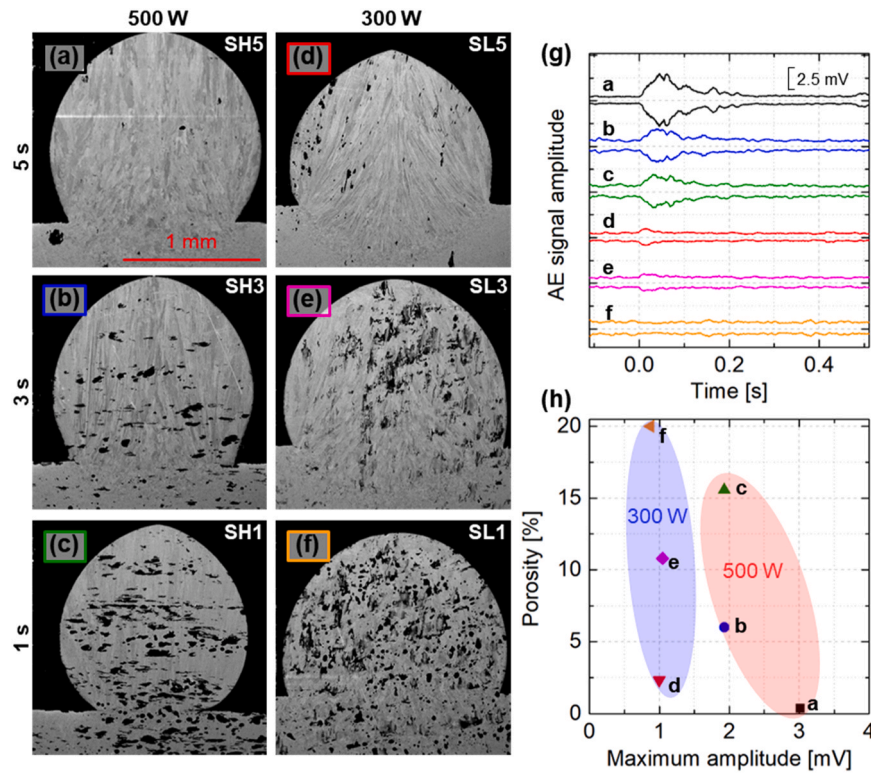 500 W
300 W
5 s
3 s
1 s
(a)
SH5
1 mm
(d)
SL5
(b)
SH3
(e)
SL3
(c)
SH1
(f)
SL1
(g)
AE signal amplitude
2.5 mV
a
b
c
d
e
f
0.0 0.2 0.4
Time [s]
(h)
Porosity [%]
20
15
10
5
0
f
c
300 W
e
500 W
b
d
a
0 1 2 3 4
Maximum amplitude [mV]